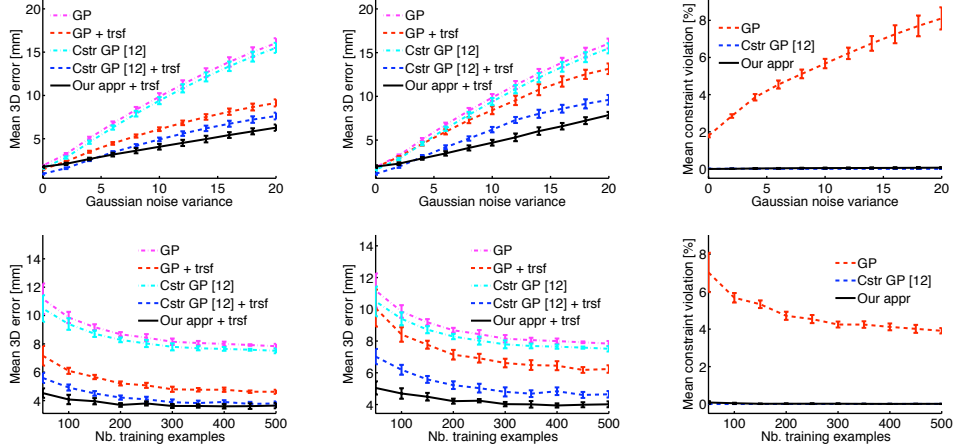 Mean 3D error [mm]
20
15
10
5
GP
GP + trsf
Cstr GP [12]
Cstr GP [12] + trsf
Our appr + trsf
0 5 10 15 20
Gaussian noise variance
Mean 3D error [mm]
20
15
10
5
GP
GP + trsf
Cstr GP [12]
Cstr GP [12] + trsf
Our appr + trsf
0 5 10 15 20
Gaussian noise variance
Mean constraint violation [%]
8
6
4
2
0
GP
Cstr GP [12]
Our appr
0 5 10 15 20
Gaussian noise variance
Mean 3D error [mm]
14
12
10
8
6
4
GP
GP + trsf
Cstr GP [12]
Cstr GP [12] + trsf
Our appr + trsf
100 200 300 400 500
Nb. training examples
Mean 3D error [mm]
14
12
10
8
6
4
GP
GP + trsf
Cstr GP [12]
Cstr GP [12] + trsf
Our appr + trsf
100 200 300 400 500
Nb. training examples
Mean constraint violation [%]
8
6
4
2
0
GP
Cstr GP [12]
Our appr
100 200 300 400 500
Nb. training examples